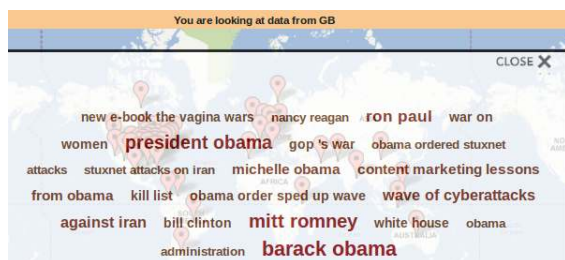 You are looking at data from GB
CLOSE X
new e-book the vagina wars nancy reagan ron paul war on
women president obama gop 's war obama ordered stuxnet
attacks stuxnet attacks on iran michelle obama content marketing lessons
from obama kill list obama order sped up wave wave of cyberattacks
against iran bill clinton mitt romney white house obama
administration barack obama
AFRICA
AUSTRALIA